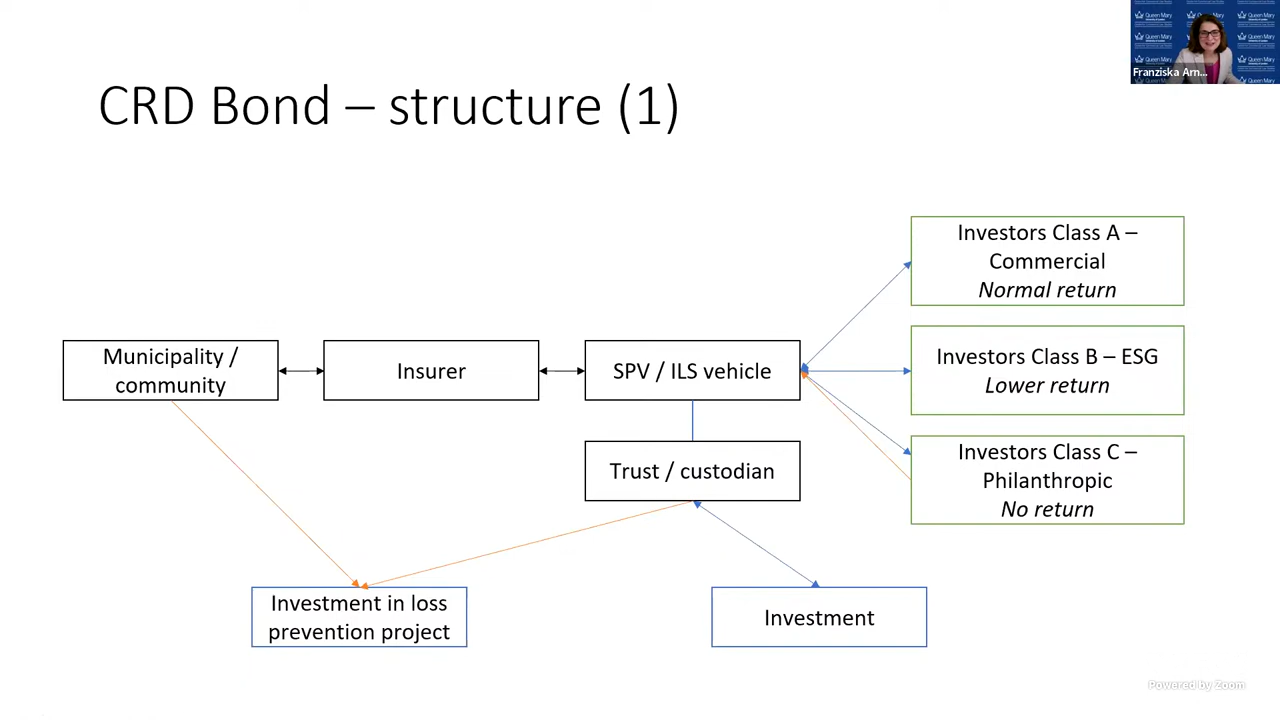 Queen Mary
Franziska Arn...
CRD Bond – structure (1)
Investors Class A –
Commercial
Normal return
Municipality /
community
Insurer
SPV / ILS vehicle
Investors Class B – ESG
Lower return
Trust / custodian
Investors Class C –
Philanthropic
No return
Investment in loss
prevention project
Investment
Powered by Zoom